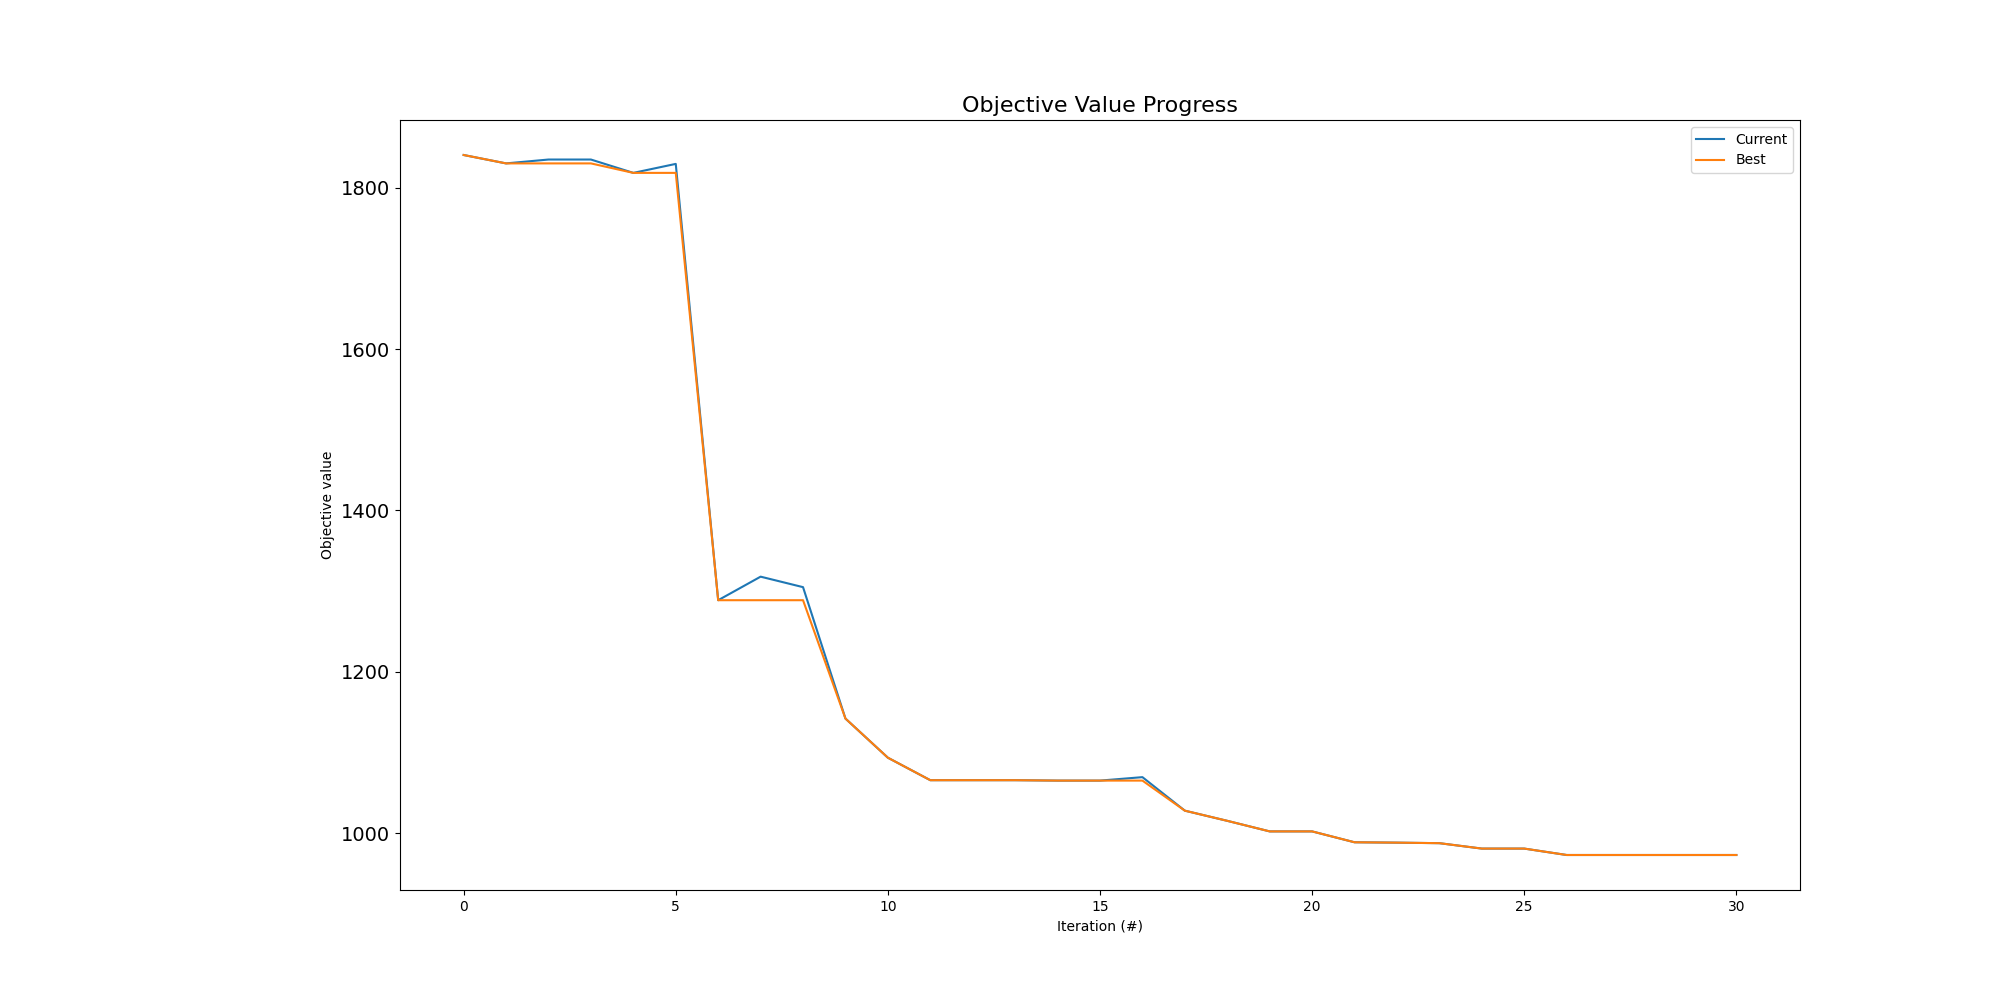 Objective Value Progress
Current
Best
1800
1600
1400
1200
1000
Objective value
0 5 10 15 20 25 30
Iteration (#)